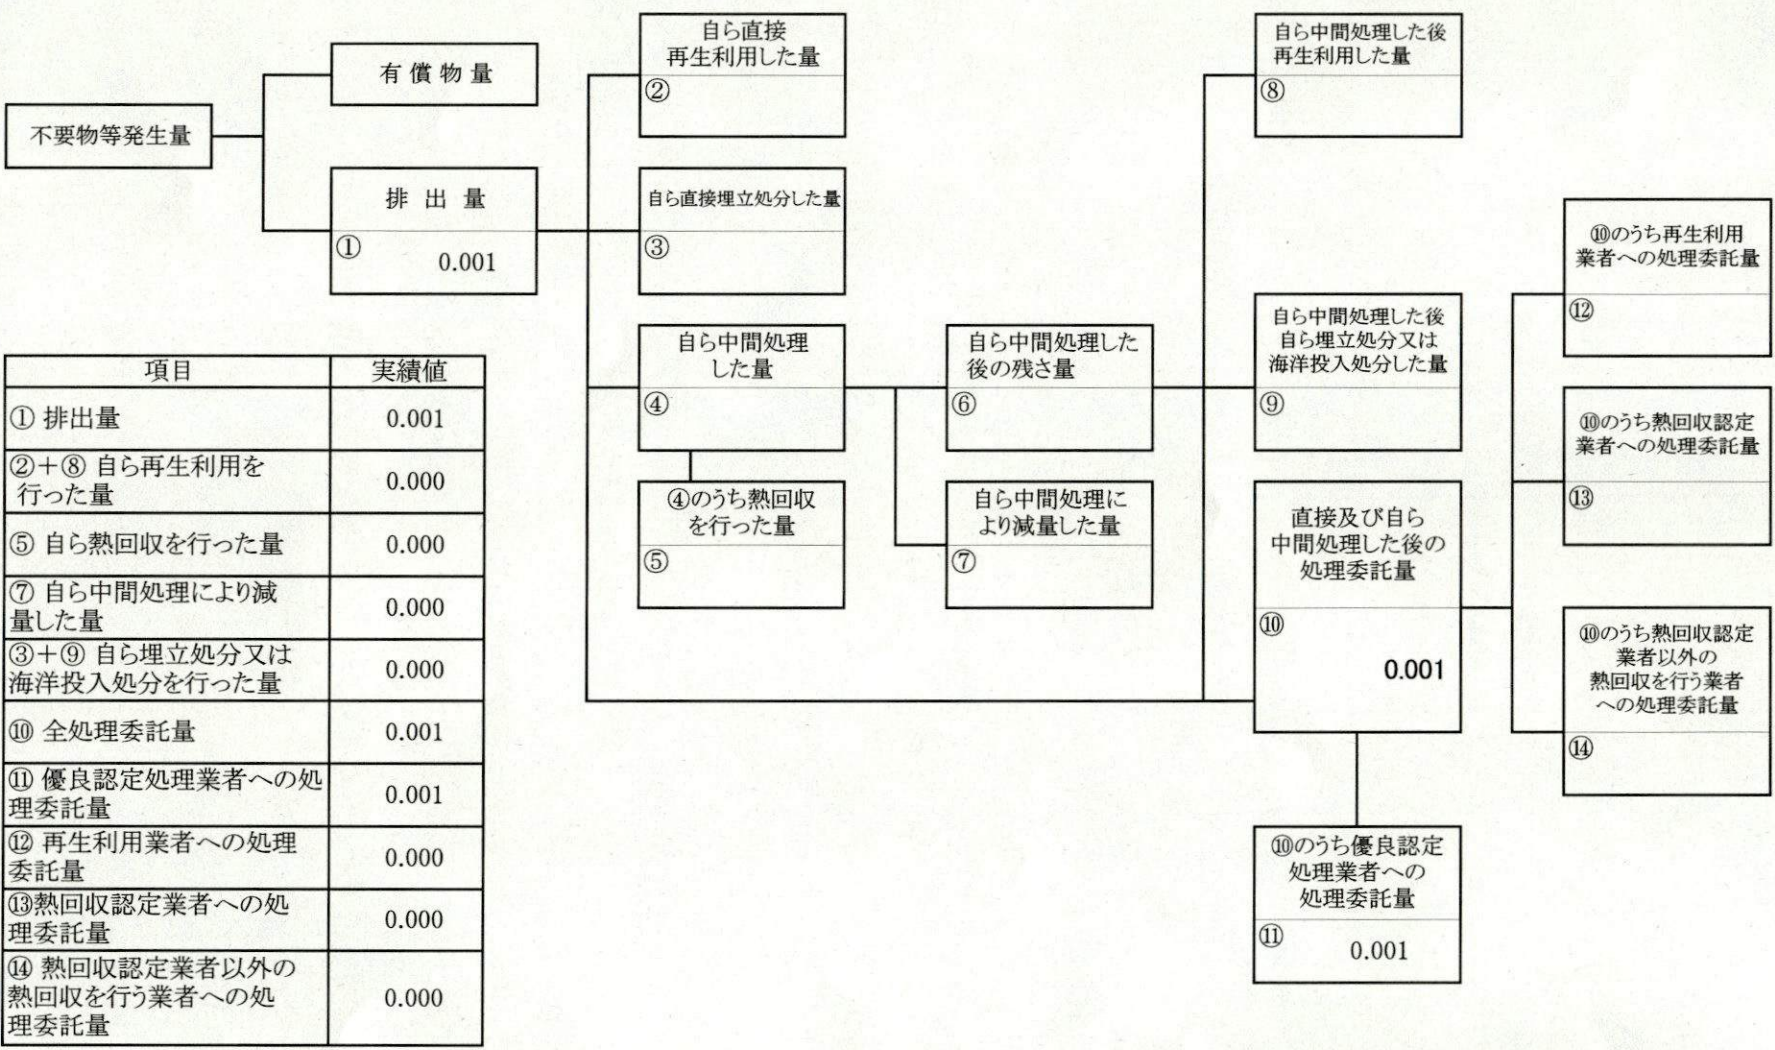 不要物等発生量
有償物量
排出量
①
0.001
自ら直接
再生利用した量
②
自ら直接埋立処分した量
③
自ら中間処理
した量
④
④のうち熱回収
を行った量
⑤
自ら中間処理した
後の残さ量
⑥
自ら中間処理に
より減量した量
⑦
自ら中間処理した後
再生利用した量
⑧
自ら中間処理した後
自ら埋立処分又は
海洋投入処分した量
⑨
直接及び自ら
中間処理した後の
処理委託量
⑩
0.001
⑩のうち優良認定
処理業者への
処理委託量
⑪
0.001
⑩のうち再生利用
業者への処理委託量
⑫
⑩のうち熱回収認定
業者への処理委託量
⑬
⑩のうち熱回収認定
業者以外の
熱回収を行う業者
への処理委託量
⑭
項目 実績値
① 排出量 0.001
②+⑧ 自ら再生利用を
行った量 0.000
⑤ 自ら熱回収を行った量 0.000
⑦ 自ら中間処理により減
量した量 0.000
③+⑨ 自ら埋立処分又は
海洋投入処分を行った量 0.000
⑩ 全処理委託量 0.001
⑪ 優良認定処理業者への処
理委託量 0.001
⑫ 再生利用業者への処理
委託量 0.000
⑬熱回収認定業者への処
理委託量 0.000
⑭ 熱回収認定業者以外の
熱回収を行う業者への処
理委託量 0.000